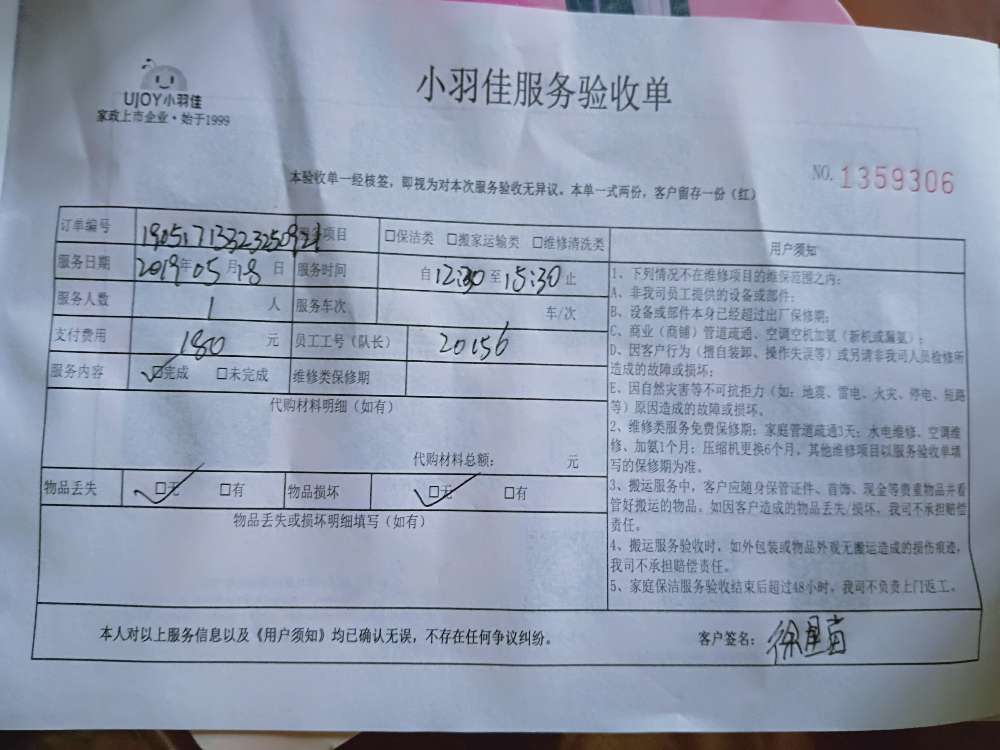 UJOY小羽佳
家政上市企业·始于1999
小羽佳服务验收单
本验收单一经核签，即视为对本次服务验收无异议。本单一式两份，客户留存一份（红）
NO. 1359306
订单编号 项目 □保洁类 □搬家运输类 □维修清洗类
服务日期 2019年05月18日 服务时间 自12:30至15:30止
服务人数 1 人 服务车次 车/次
支付费用 180 元 员工工号（队长） 20156
服务内容 ☑完成 □未完成 维修类保修期
代购材料明细（如有）
代购材料总额： 元
物品丢失 ☑无 □有 物品损坏 ☑无 □有
物品丢失或损坏明细填写（如有）
用户须知
1、下列情况不在维修项目的维保范围之内：
A、非我司员工提供的设备或部件；
B、设备或部件本身已经超过出厂保修期；
C、商业（商铺）管道疏通、空调空机加氨（新机或漏氨）；
D、因客户行为（擅自装卸、操作失误等）或另请非我司人员检修所
造成的故障或损坏；
E、因自然灾害等不可抗拒力（如：地震、雷电、火灾、停电、短路
等）原因造成的故障或损坏。
2、维修类服务免费保修期：家庭管道疏通3天；水电维修、空调维
修、加氨1个月；压缩机更换6个月，其他维修项目以服务验收单填
写的保修期为准。
3、搬运服务中，客户应随身保管证件、首饰、现金等贵重物品并看
管好搬运的物品。如因客户造成的物品丢失/损坏，我司不承担赔偿
责任。
4、搬运服务验收时，如外包装或物品外观无搬运造成的损伤痕迹，
我司不承担赔偿责任。
5、家庭保洁服务验收结束后超过48小时，我司不负责上门返工。
本人对以上服务信息以及《用户须知》均已确认无误，不存在任何争议纠纷。
客户签名：